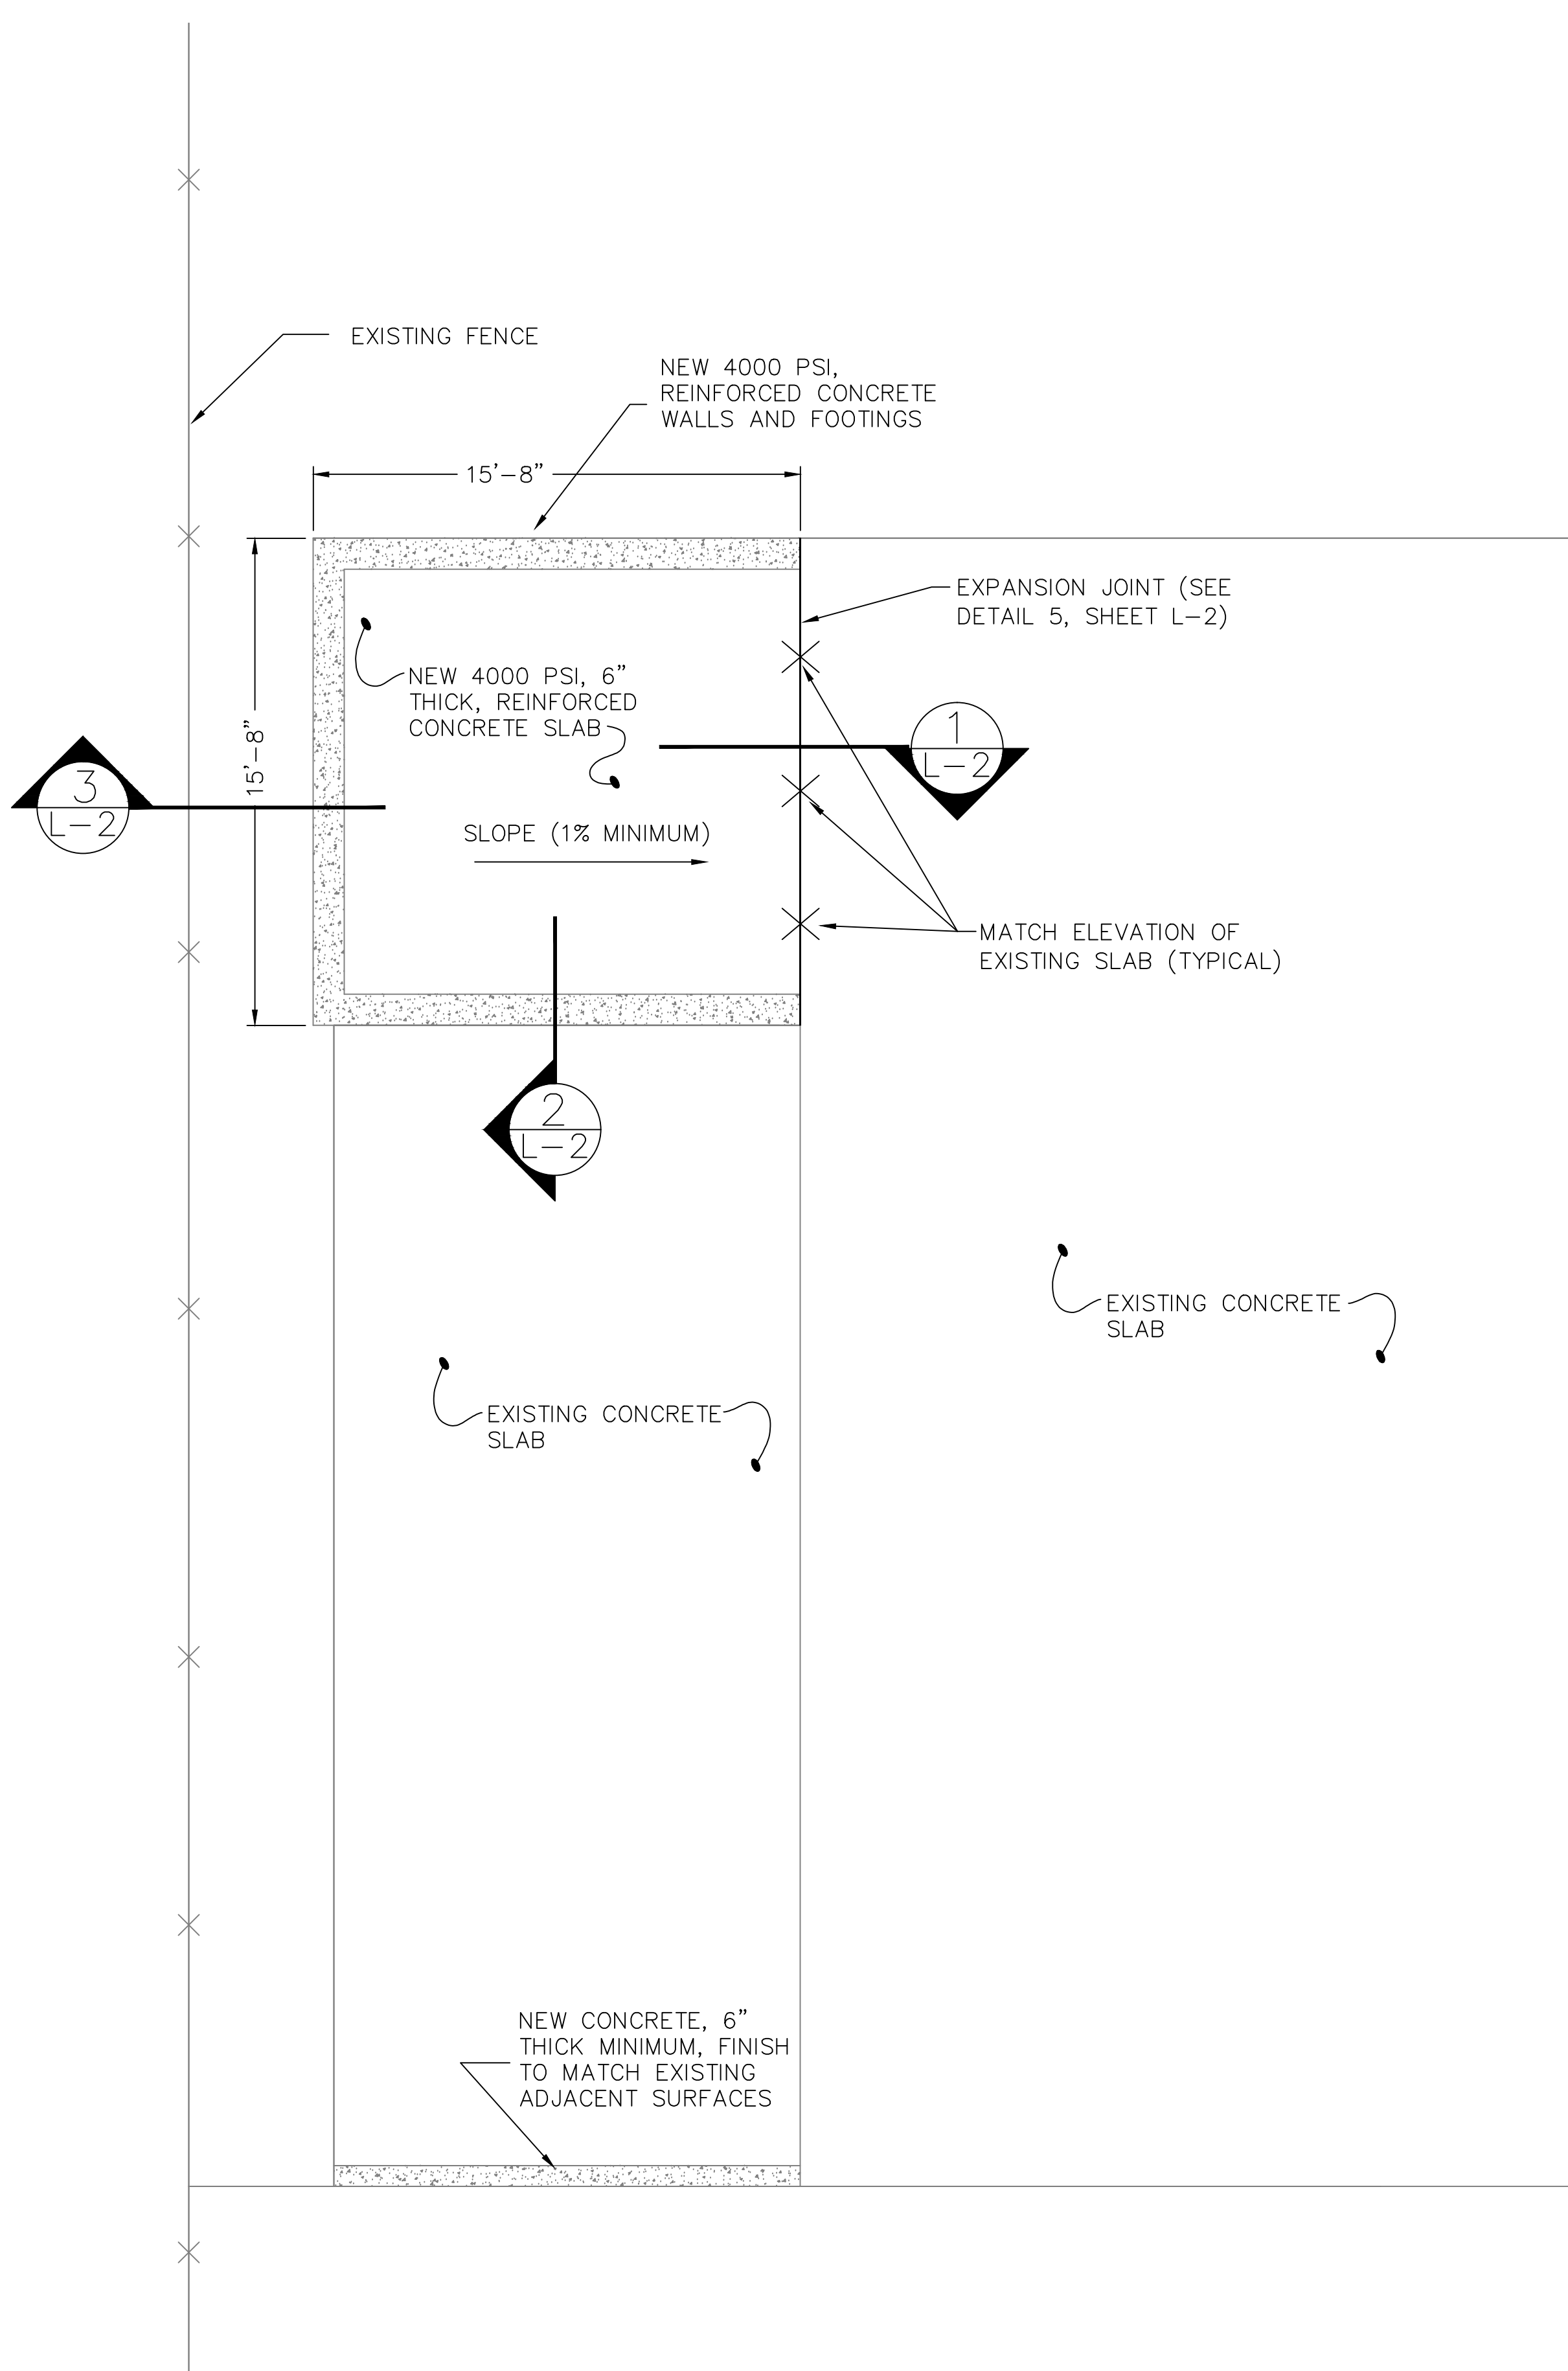 EXISTING FENCE
NEW 4000 PSI,
REINFORCED CONCRETE
WALLS AND FOOTINGS
15'-8"
EXPANSION JOINT (SEE
DETAIL 5, SHEET L-2)
NEW 4000 PSI, 6"
THICK, REINFORCED
CONCRETE SLAB
15'-8"
1
L-2
3
L-2
SLOPE (1% MINIMUM)
MATCH ELEVATION OF
EXISTING SLAB (TYPICAL)
2
L-2
EXISTING CONCRETE
SLAB
EXISTING CONCRETE
SLAB
NEW CONCRETE, 6"
THICK MINIMUM, FINISH
TO MATCH EXISTING
ADJACENT SURFACES